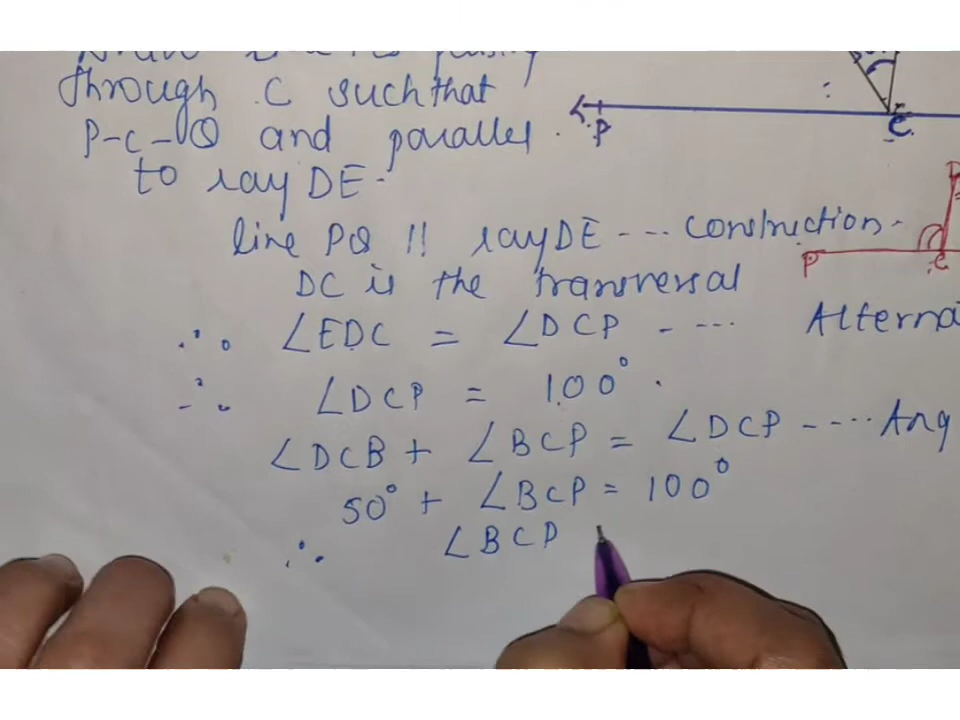 through C such that
P-C-Q and parallel
to ray DE.
line PQ || ray DE ---- construction.
DC is the transversal
∴ ∠EDC = ∠DCP - ---- Alterna
∴ ∠DCP = 100°.
∠DCB + ∠BCP = ∠DCP ----- Ang
50° + ∠BCP = 100°
∴ ∠BCP
P C
P C